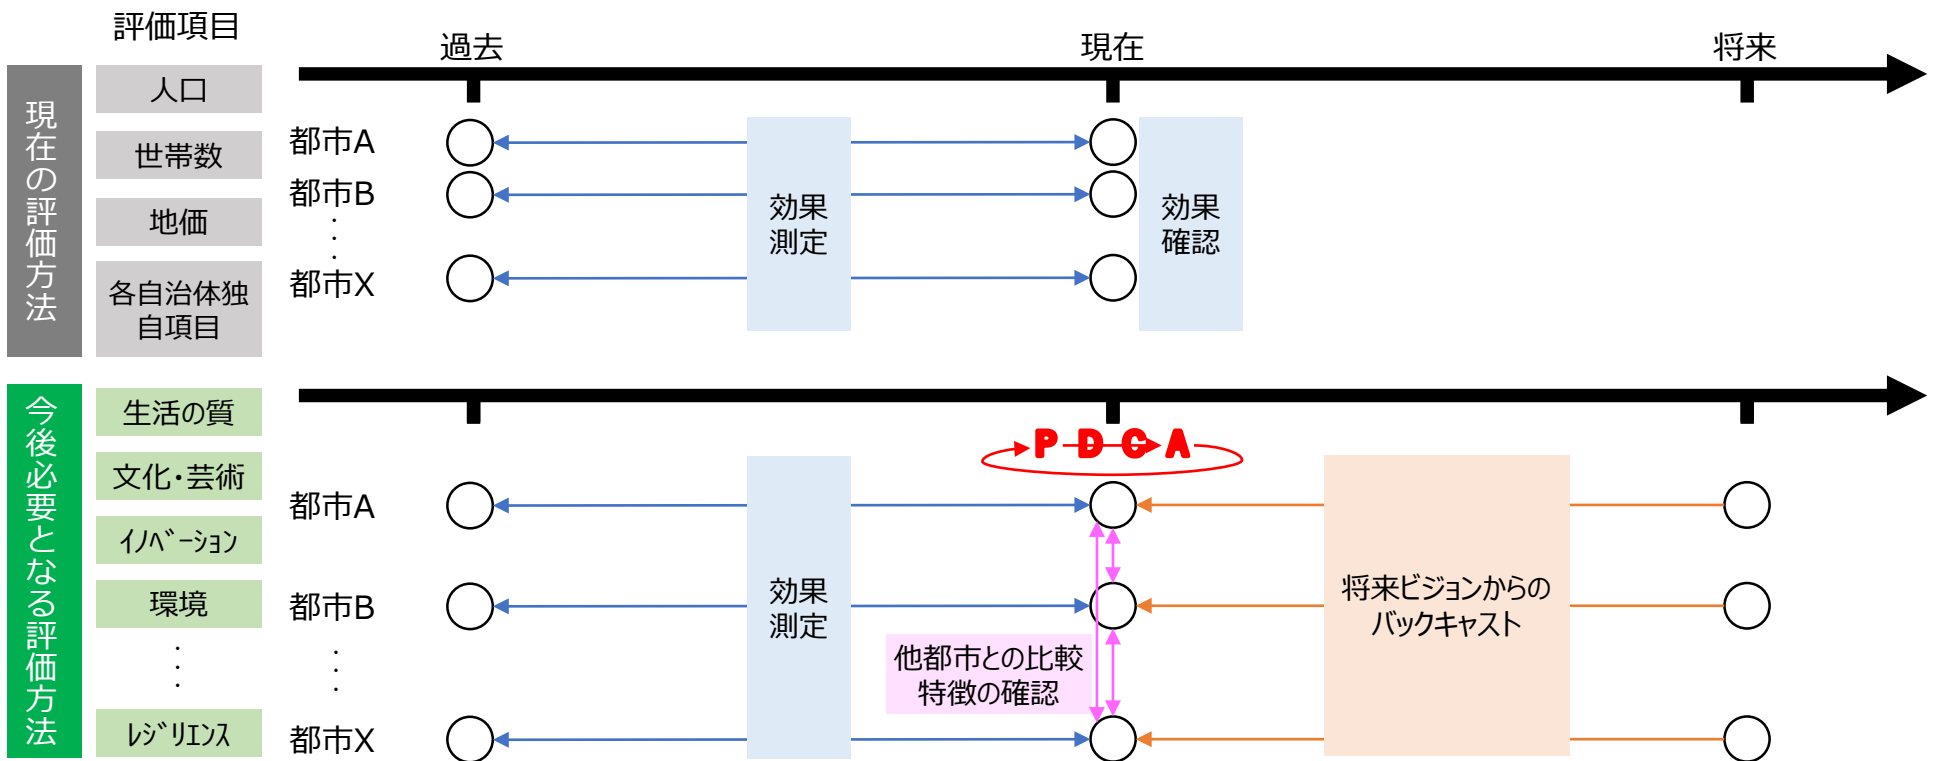 評価項目
過去
現在
将来
現在の評価方法
人口
世帯数
地価
各自治体独
自項目
都市A
都市B
⋮
都市X
効果
測定
効果
確認
今後必要となる評価方法
生活の質
文化・芸術
ｲﾉﾍﾞｰｼｮﾝ
環境
⋮
ﾚｼﾞﾘｴﾝｽ
都市A
都市B
⋮
都市X
効果
測定
P D C A
他都市との比較
特徴の確認
将来ビジョンからの
バックキャスト